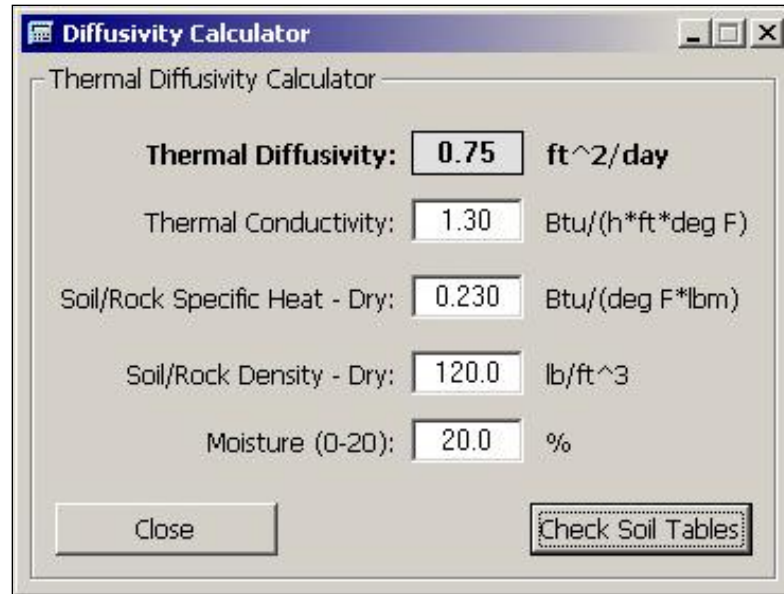 Diffusivity Calculator
Thermal Diffusivity Calculator
Thermal Diffusivity: 0.75 ft^2/day
Thermal Conductivity: 1.30 Btu/(h*ft*deg F)
Soil/Rock Specific Heat - Dry: 0.230 Btu/(deg F*lbm)
Soil/Rock Density - Dry: 120.0 lb/ft^3
Moisture (0-20): 20.0 %
Close Check Soil Tables